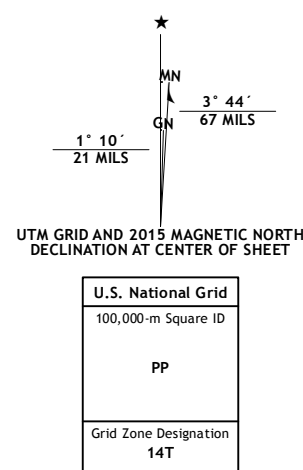 ★
MN
3° 44´
67 MILS
GN
1° 10´
21 MILS
UTM GRID AND 2015 MAGNETIC NORTH
DECLINATION AT CENTER OF SHEET
U.S. National Grid
100,000-m Square ID
PP
Grid Zone Designation
14T